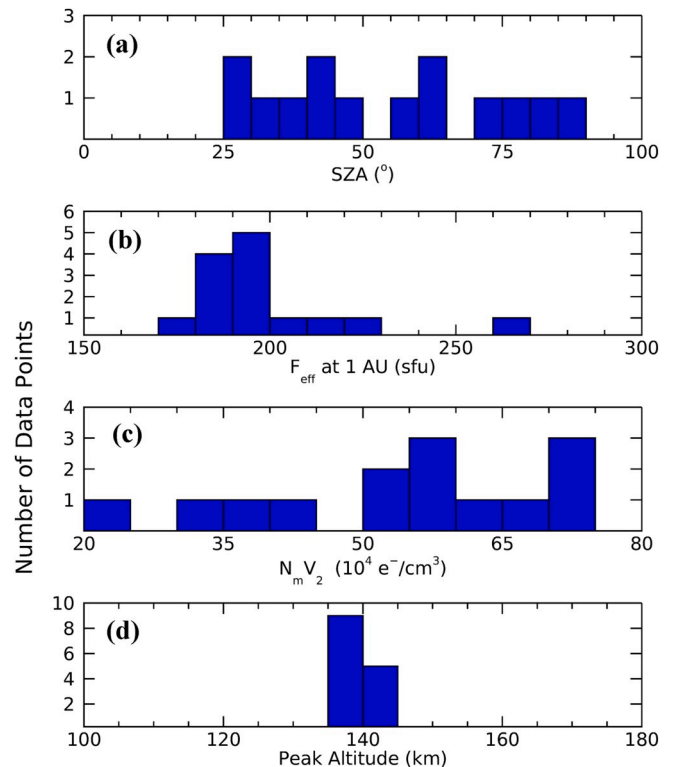 3
(a)
2
1
0 25 50 75 100
SZA (o)
6
(b)
5
4
3
2
1
150 200 250 300
Feff at 1 AU (sfu)
Number of Data Points
4
(c)
3
2
1
20 35 50 65 80
NmV2 (10^4 e^−/cm^3)
10
(d)
8
6
4
2
100 120 140 160 180
Peak Altitude (km)